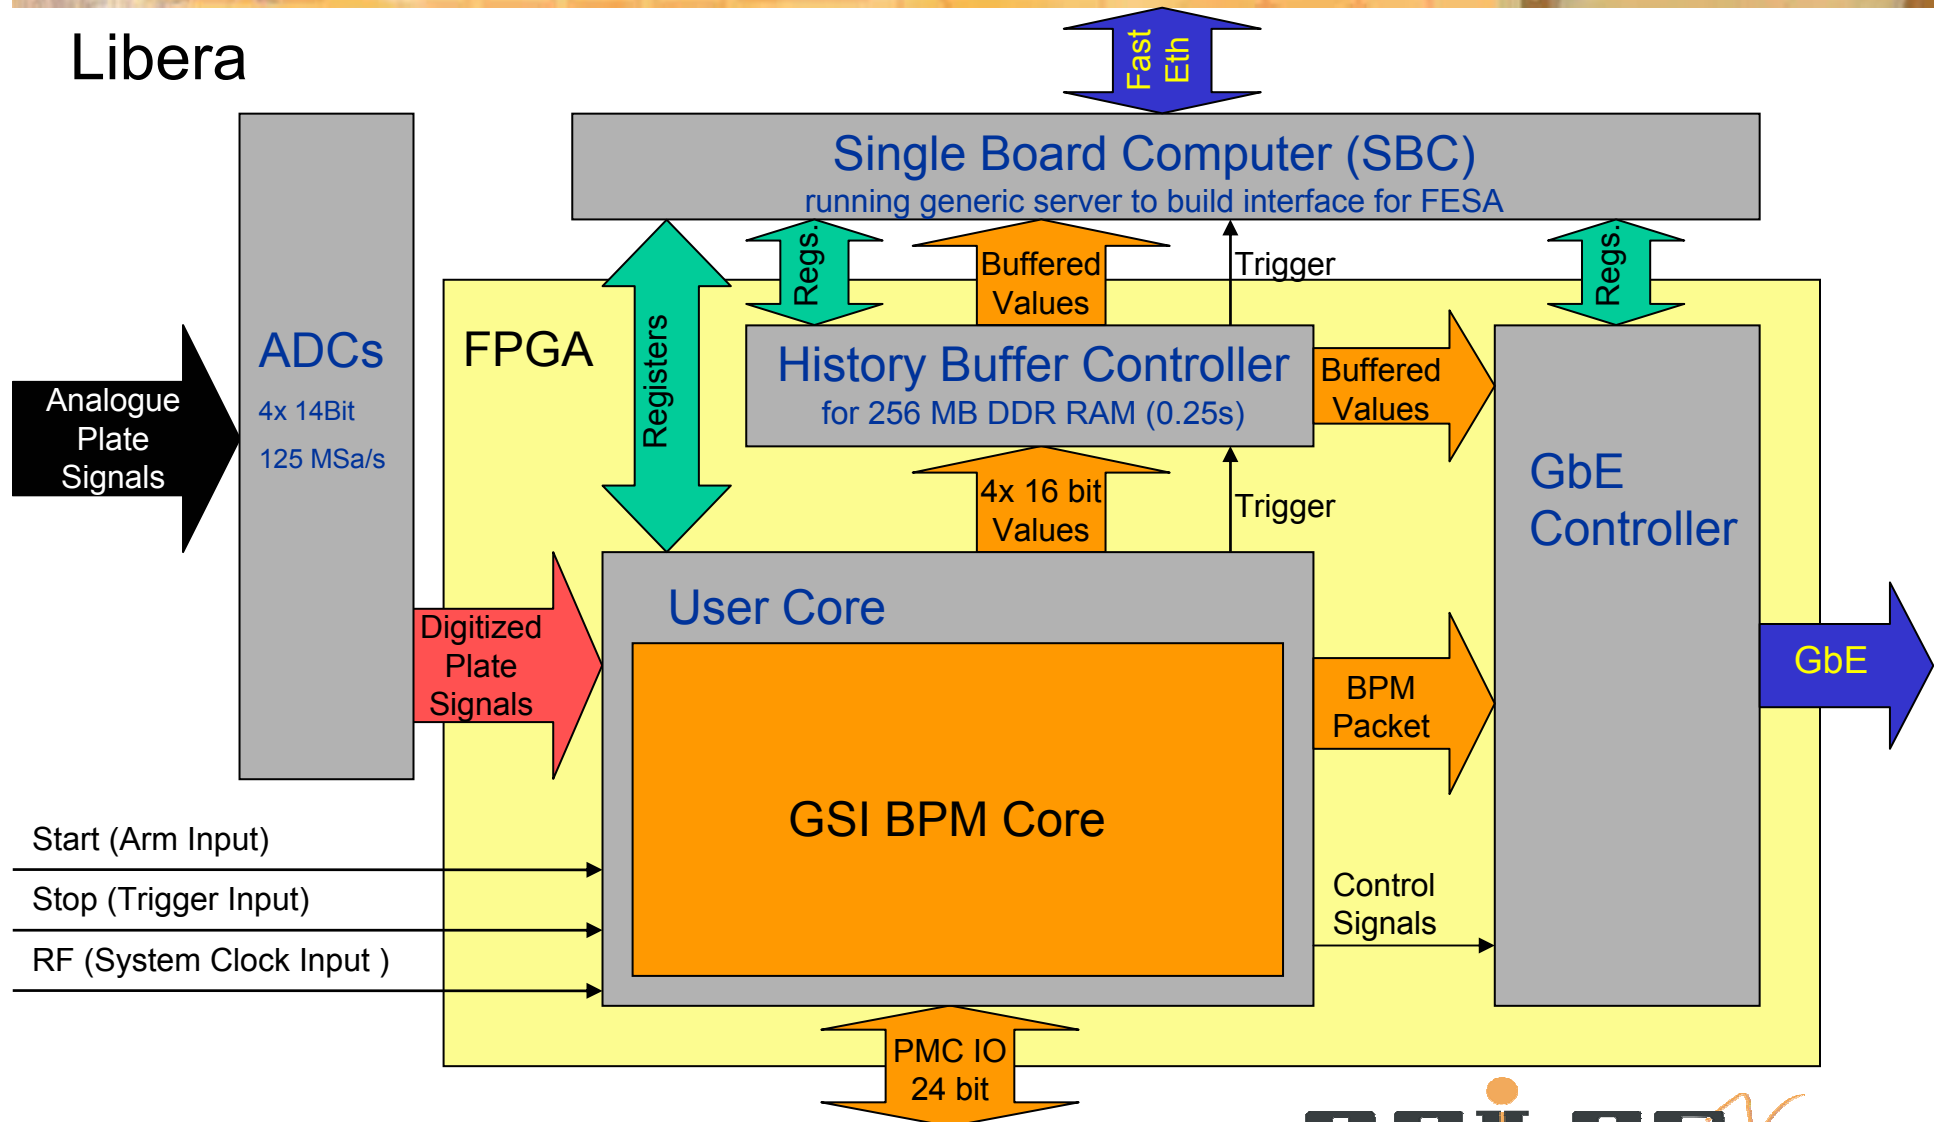 Libera
Fast
Eth
Single Board Computer (SBC)
running generic server to build interface for FESA
Regs.
Buffered
Values
Trigger
Regs.
Registers
ADCs
4x 14Bit
125 MSa/s
FPGA
Analogue
Plate
Signals
History Buffer Controller
for 256 MB DDR RAM (0.25s)
Buffered
Values
4x 16 bit
Values
Trigger
GbE
Controller
User Core
Digitized
Plate
Signals
BPM
Packet
GbE
GSI BPM Core
Start (Arm Input)
Stop (Trigger Input)
RF (System Clock Input )
Control
Signals
PMC IO
24 bit